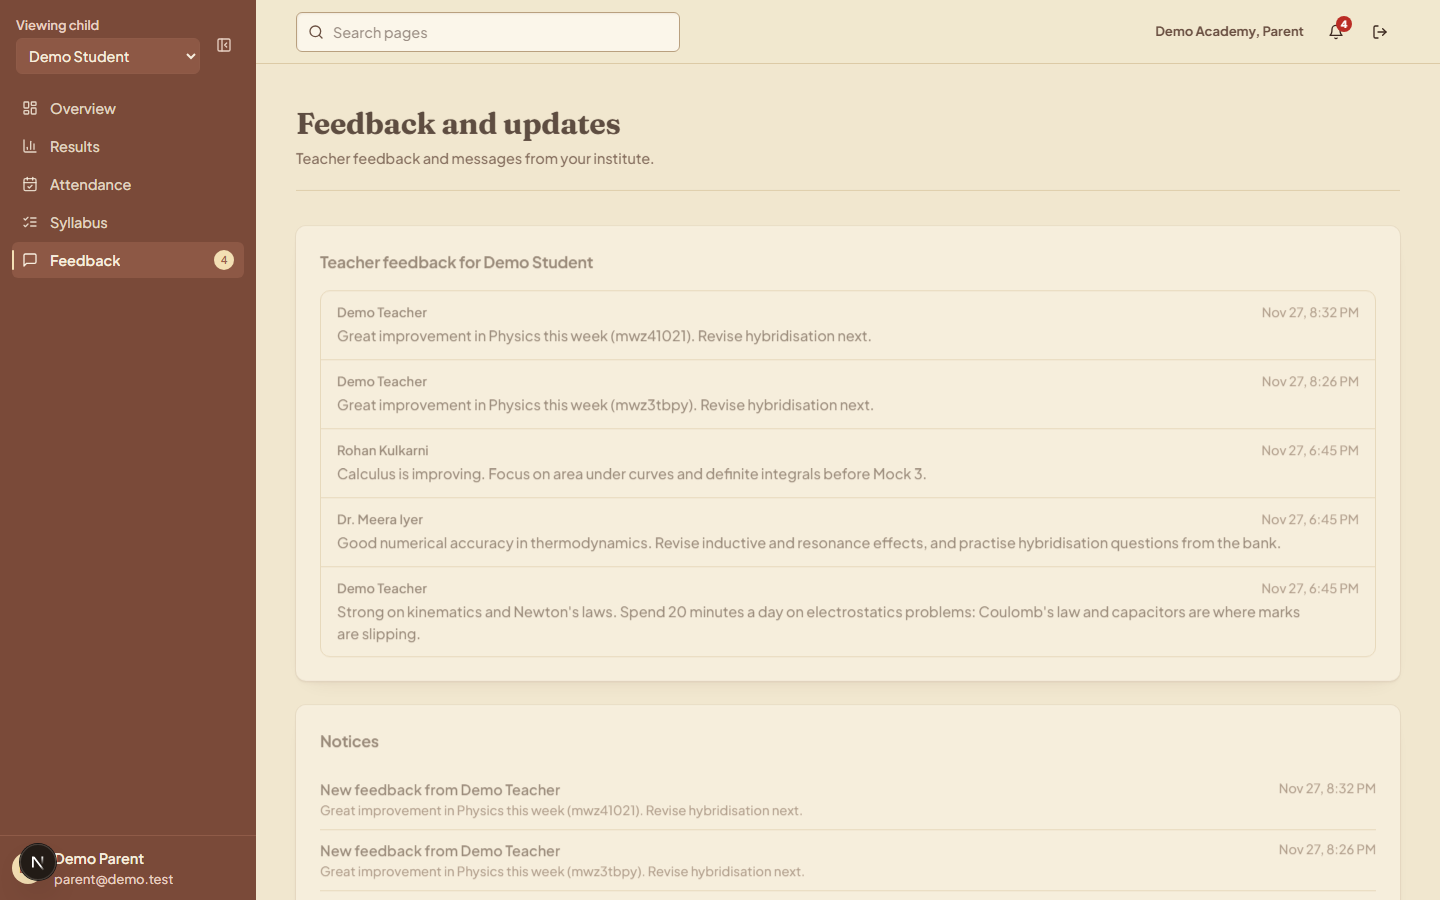 Viewing child
Demo Student
Overview
Results
Attendance
Syllabus
Feedback
4
Demo Parent
parent@demo.test
N
Search pages
Demo Academy, Parent
4
Feedback and updates
Teacher feedback and messages from your institute.
Teacher feedback for Demo Student
Demo Teacher
Nov 27, 8:32 PM
Great improvement in Physics this week (mwz41021). Revise hybridisation next.
Demo Teacher
Nov 27, 8:26 PM
Great improvement in Physics this week (mwz3tbpy). Revise hybridisation next.
Rohan Kulkarni
Nov 27, 6:45 PM
Calculus is improving. Focus on area under curves and definite integrals before Mock 3.
Dr. Meera Iyer
Nov 27, 6:45 PM
Good numerical accuracy in thermodynamics. Revise inductive and resonance effects, and practise hybridisation questions from the bank.
Demo Teacher
Nov 27, 6:45 PM
Strong on kinematics and Newton's laws. Spend 20 minutes a day on electrostatics problems: Coulomb's law and capacitors are where marks
are slipping.
Notices
New feedback from Demo Teacher
Nov 27, 8:32 PM
Great improvement in Physics this week (mwz41021). Revise hybridisation next.
New feedback from Demo Teacher
Nov 27, 8:26 PM
Great improvement in Physics this week (mwz3tbpy). Revise hybridisation next.